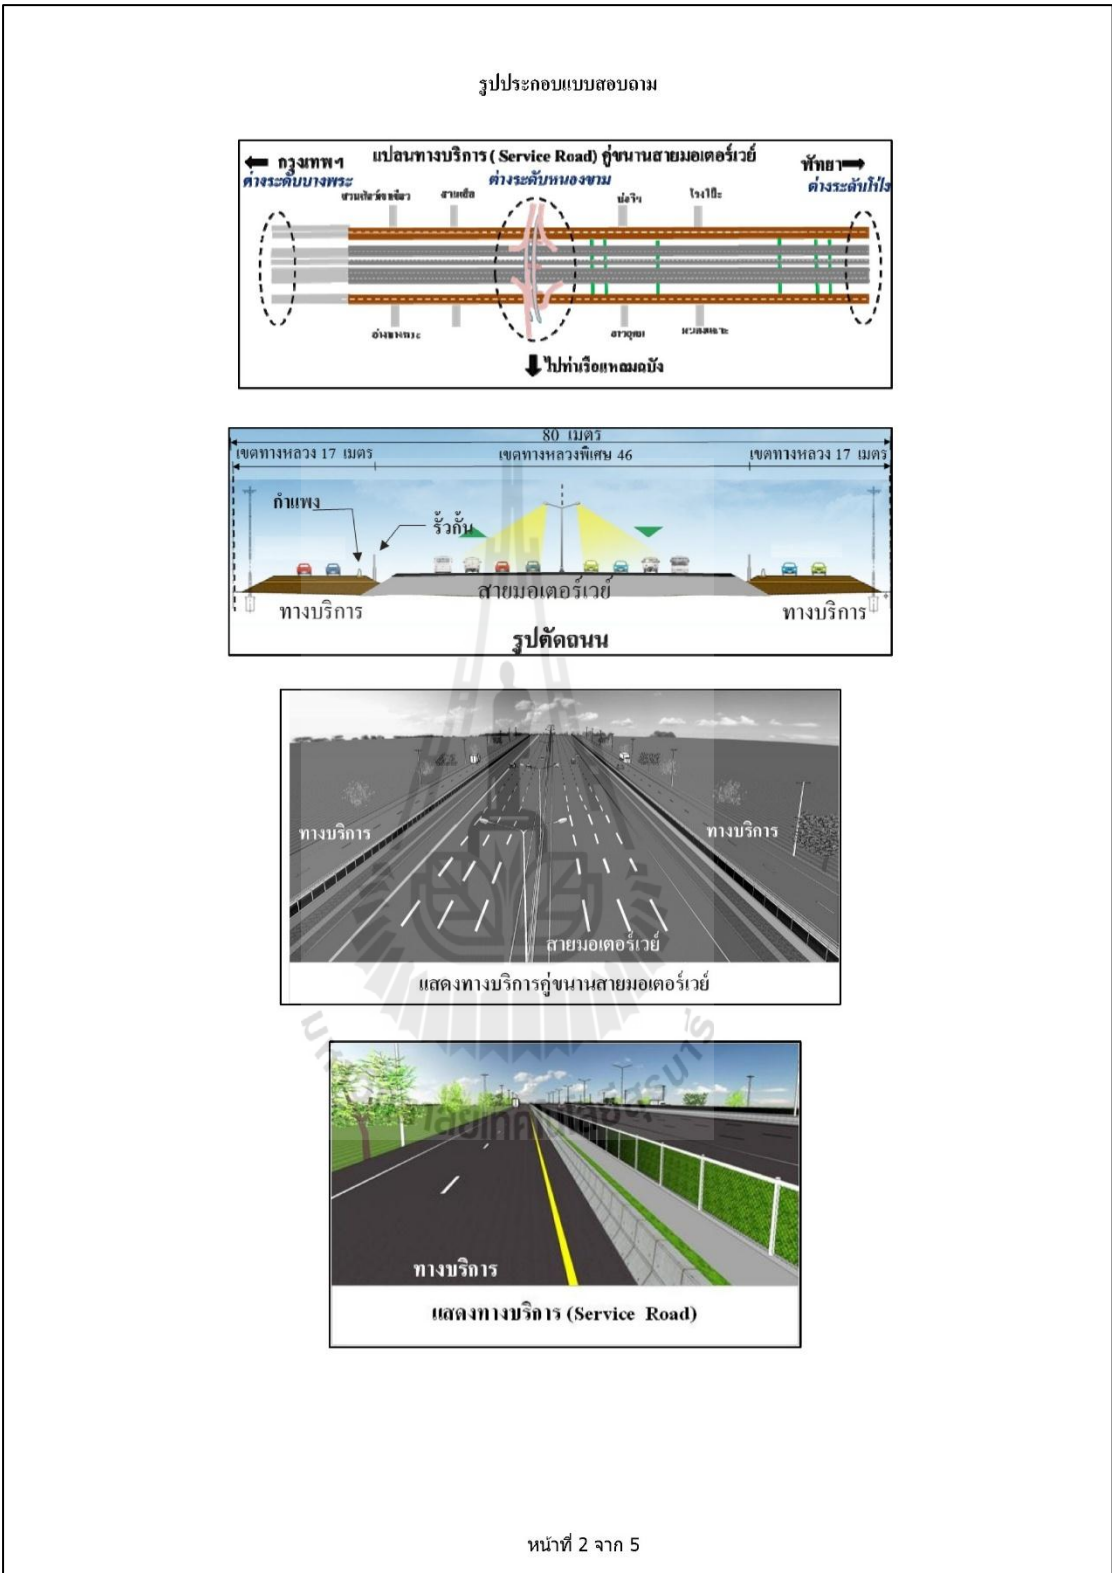 รูปประกอบแบบสอบถาม
แปลนทางบริการ ( Service Road) คู่ขนานสายมอเตอร์เวย์
กรุงเทพฯ
พัทยา
ต่างระดับบางพระ
ต่างระดับหนองขาม
ต่างระดับโป่ง
บ่อวิน
โรงโป๊ะ
ไปท่าเรือแหลมฉบัง
80 เมตร
เขตทางหลวง 17 เมตร
เขตทางหลวงพิเศษ 46
เขตทางหลวง 17 เมตร
กำแพง
รั้วกั้น
สายมอเตอร์เวย์
ทางบริการ
ทางบริการ
รูปตัดถนน
ทางบริการ
ทางบริการ
สายมอเตอร์เวย์
แสดงทางบริการคู่ขนานสายมอเตอร์เวย์
ทางบริการ
แสดงทางบริการ (Service Road)
หน้าที่ 2 จาก 5